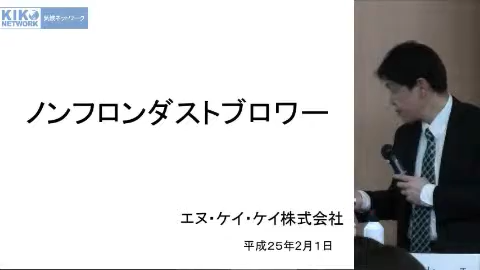 KIKO
NETWORK
気候ネットワーク
ノンフロンダストブロワー
エヌ・ケイ・ケイ株式会社
平成25年2月1日